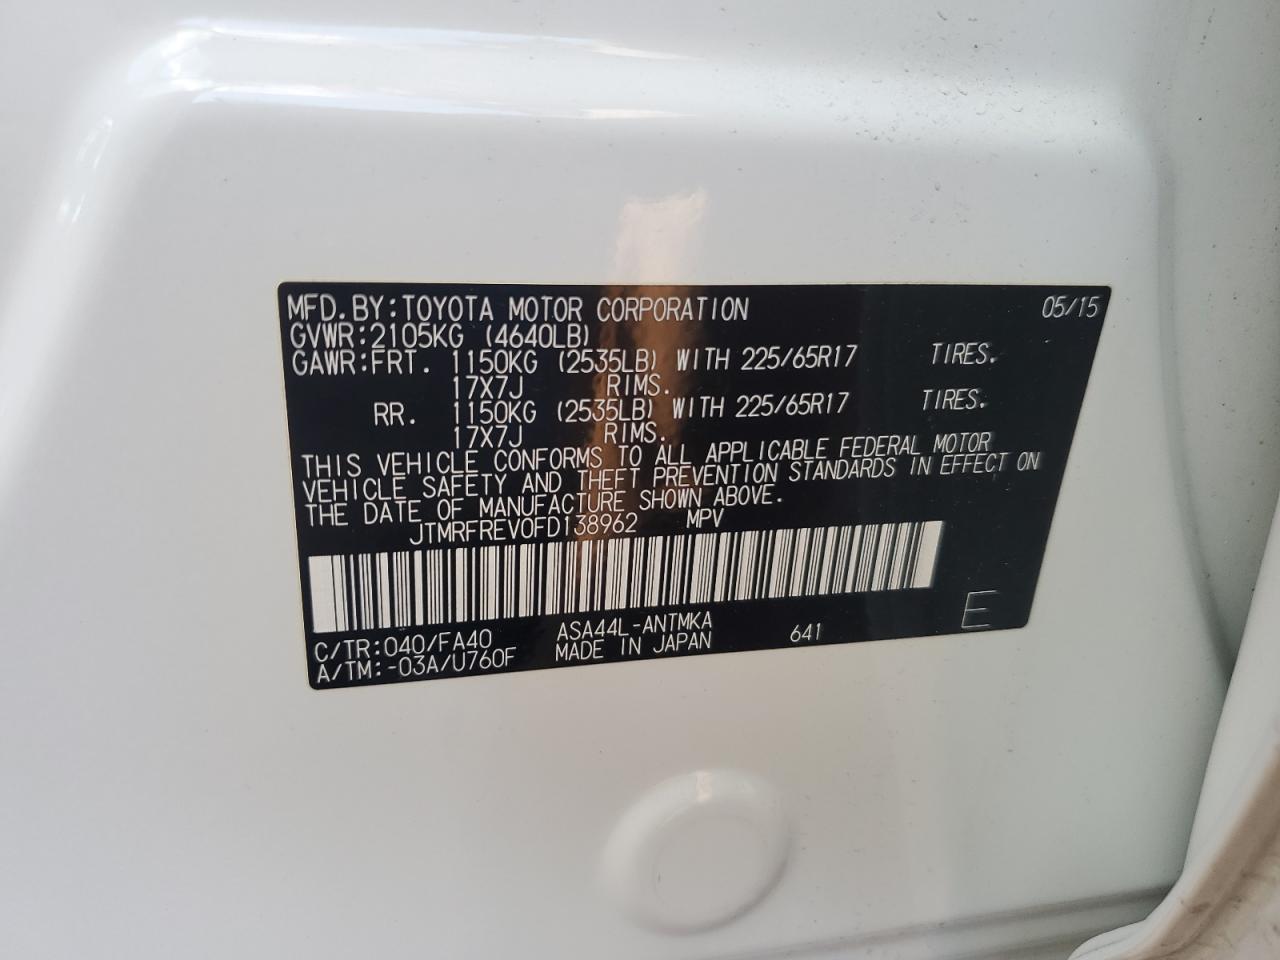 MFD.BY:TOYOTA MOTOR CORPORATION 05/15
GVWR:2105KG (4640LB)
GAWR:FRT. 1150KG (2535LB) WITH 225/65R17 TIRES.
17X7J RIMS.
RR. 1150KG (2535LB) WITH 225/65R17 TIRES.
17X7J RIMS.
THIS VEHICLE CONFORMS TO ALL APPLICABLE FEDERAL MOTOR
VEHICLE SAFETY AND THEFT PREVENTION STANDARDS IN EFFECT ON
THE DATE OF MANUFACTURE SHOWN ABOVE.
JTMRFREV0FD138962 MPV
C/TR:040/FA40 ASA44L-ANTMKA 641 E
A/TM:-03A/U760F MADE IN JAPAN